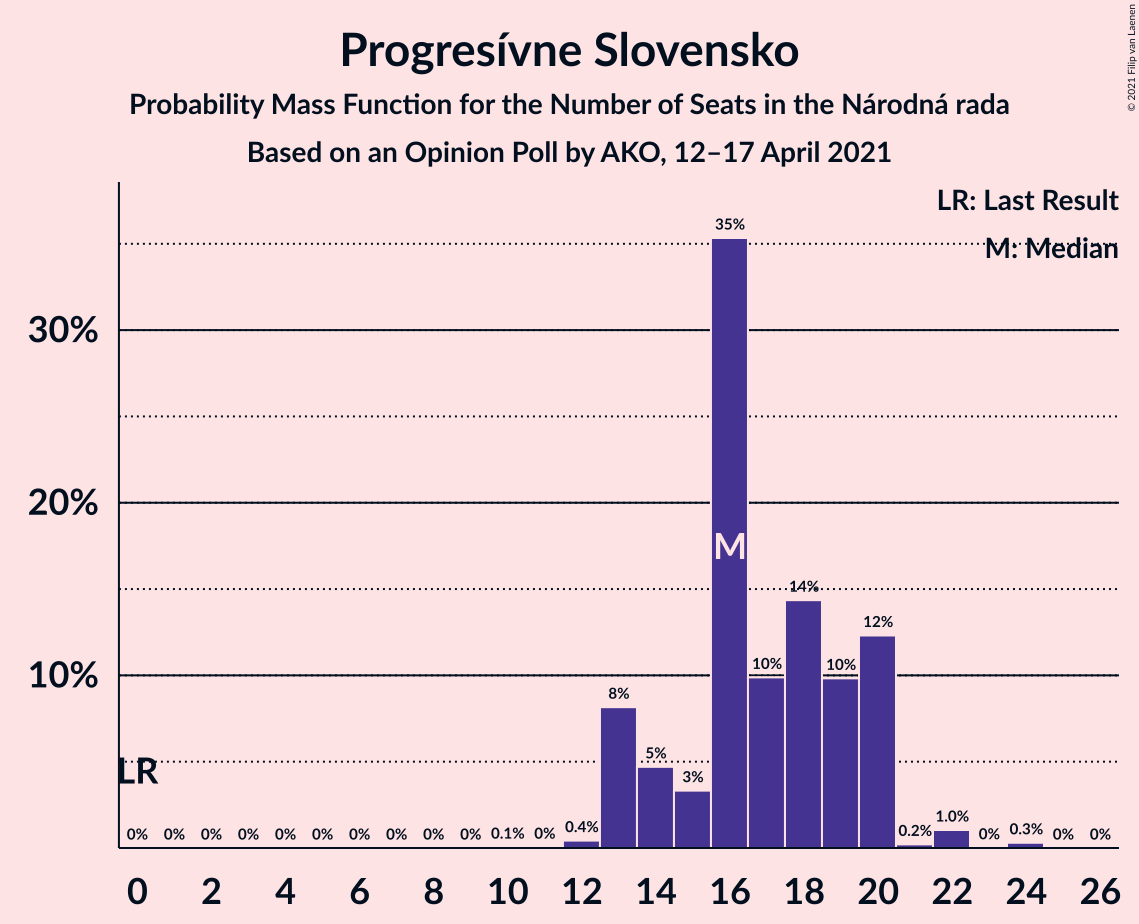 Progresívne Slovensko
Probability Mass Function for the Number of Seats in the Národná rada
Based on an Opinion Poll by AKO, 12–17 April 2021
© 2021 Filip van Laenen
LR: Last Result
M: Median
30%
20%
10%
35%
M
14%
12%
10%
10%
8%
5%
3%
LR
0% 0% 0% 0% 0% 0% 0% 0% 0% 0% 0.1% 0% 0.4% 0.2% 1.0% 0% 0.3% 0% 0%
0 2 4 6 8 10 12 14 16 18 20 22 24 26